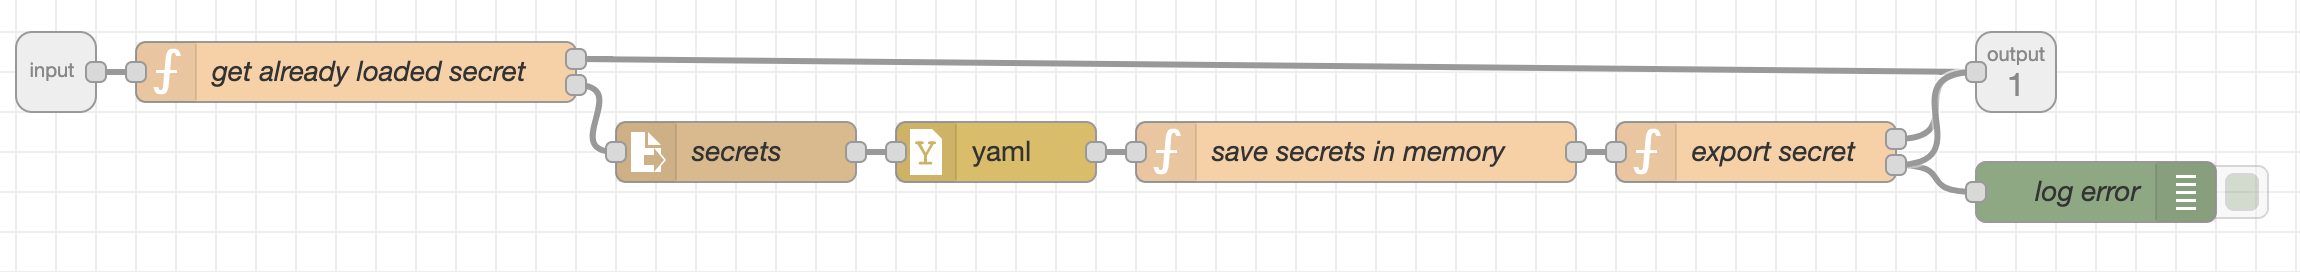 input
get already loaded secret
output
1
secrets
yaml
save secrets in memory
export secret
log error